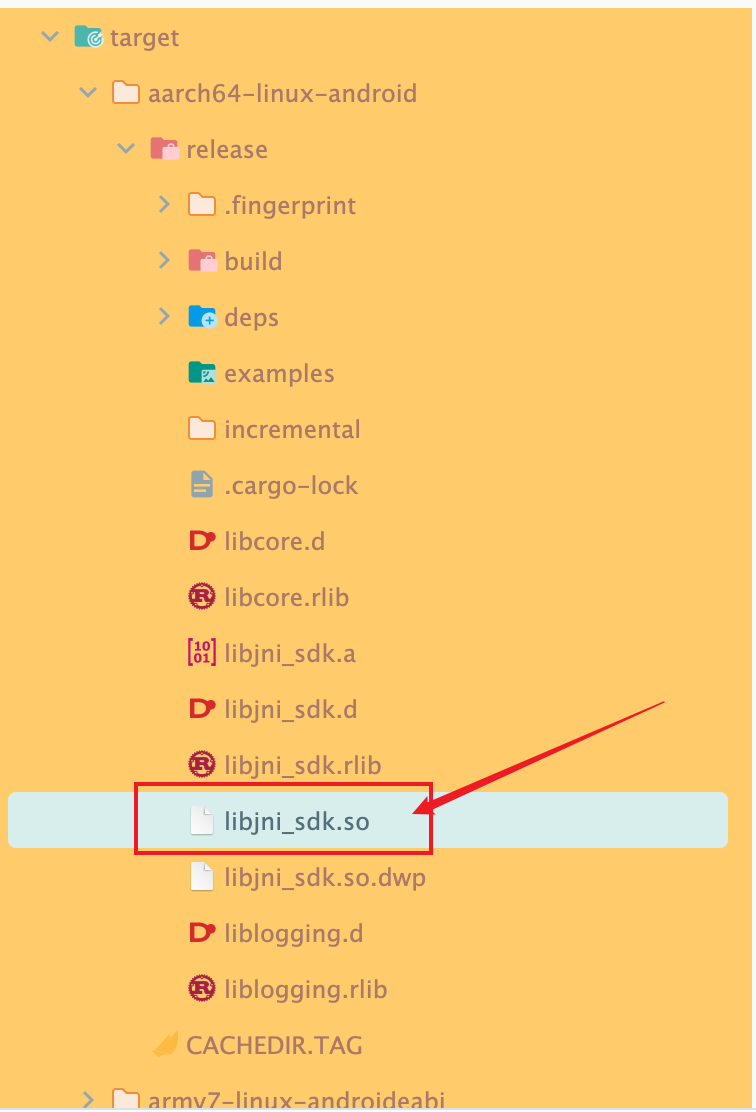 target
aarch64-linux-android
release
.fingerprint
build
deps
examples
incremental
.cargo-lock
libcore.d
libcore.rlib
libjni_sdk.a
libjni_sdk.d
libjni_sdk.rlib
libjni_sdk.so
libjni_sdk.so.dwp
liblogging.d
liblogging.rlib
CACHEDIR.TAG
armv7-linux-androideabi